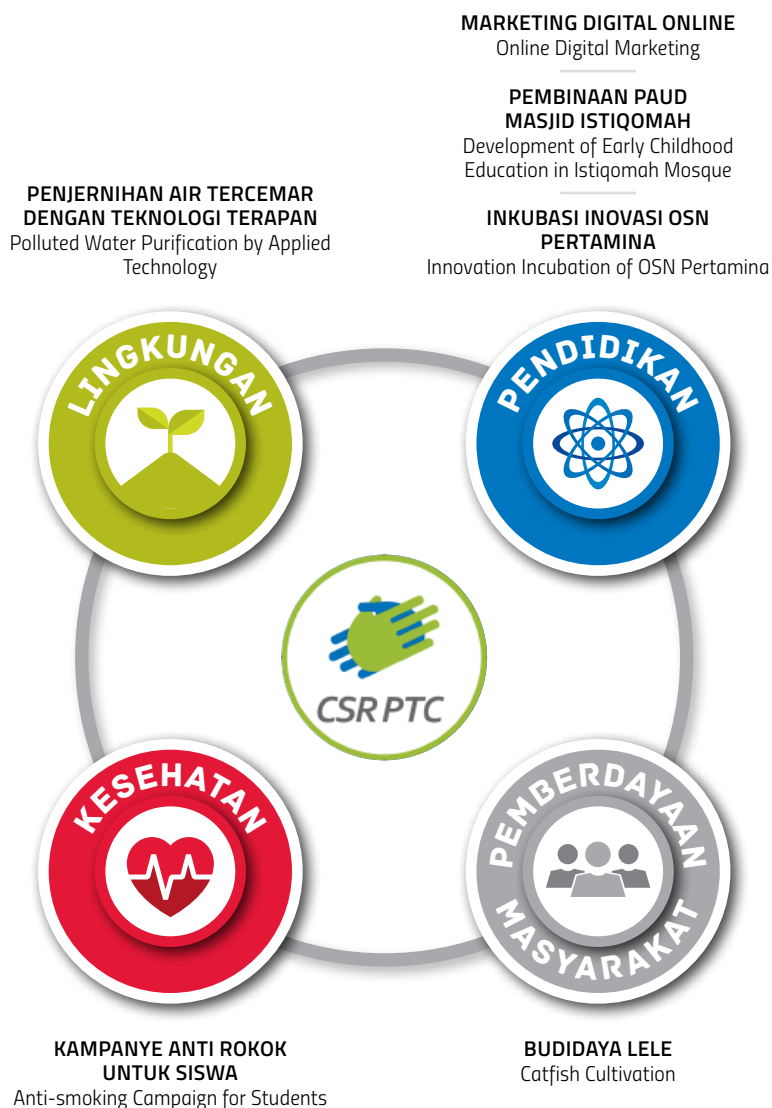 MARKETING DIGITAL ONLINE
Online Digital Marketing
PEMBINAAN PAUD
MASJID ISTIQOMAH
Development of Early Childhood
Education in Istiqomah Mosque
INKUBASI INOVASI OSN
PERTAMINA
Innovation Incubation of OSN Pertamina
PENJERNIHAN AIR TERCEMAR
DENGAN TEKNOLOGI TERAPAN
Polluted Water Purification by Applied
Technology
LINGKUNGAN
PENDIDIKAN
CSR PTC
KESEHATAN
PEMBERDAYAAN
MASYARAKAT
KAMPANYE ANTI ROKOK
UNTUK SISWA
Anti-smoking Campaign for Students
BUDIDAYA LELE
Catfish Cultivation